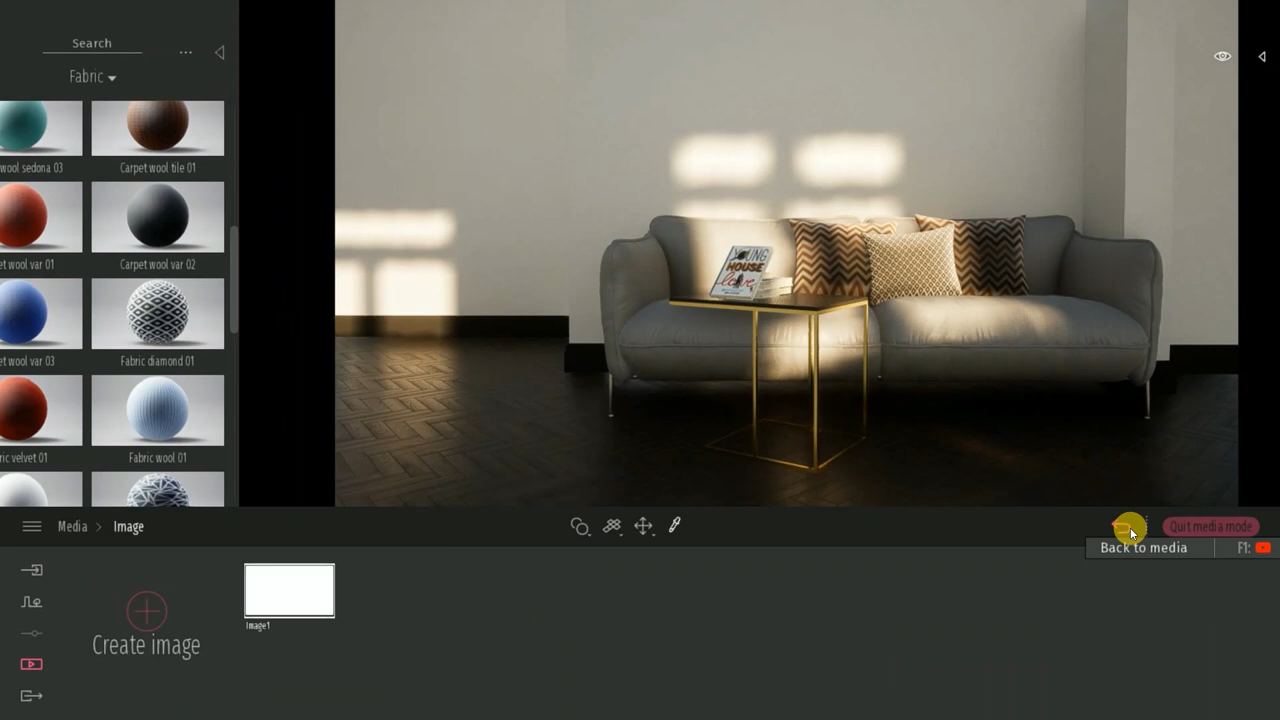 Search
...
Fabric
wool sedona 03
Carpet wool tile 01
et wool var 01
Carpet wool var 02
et wool var 03
Fabric diamond 01
ric velvet 01
Fabric wool 01
YOUNG
HOUSE
love
Media > Image
Quit media mode
Back to media
F1:
Create image
Image1